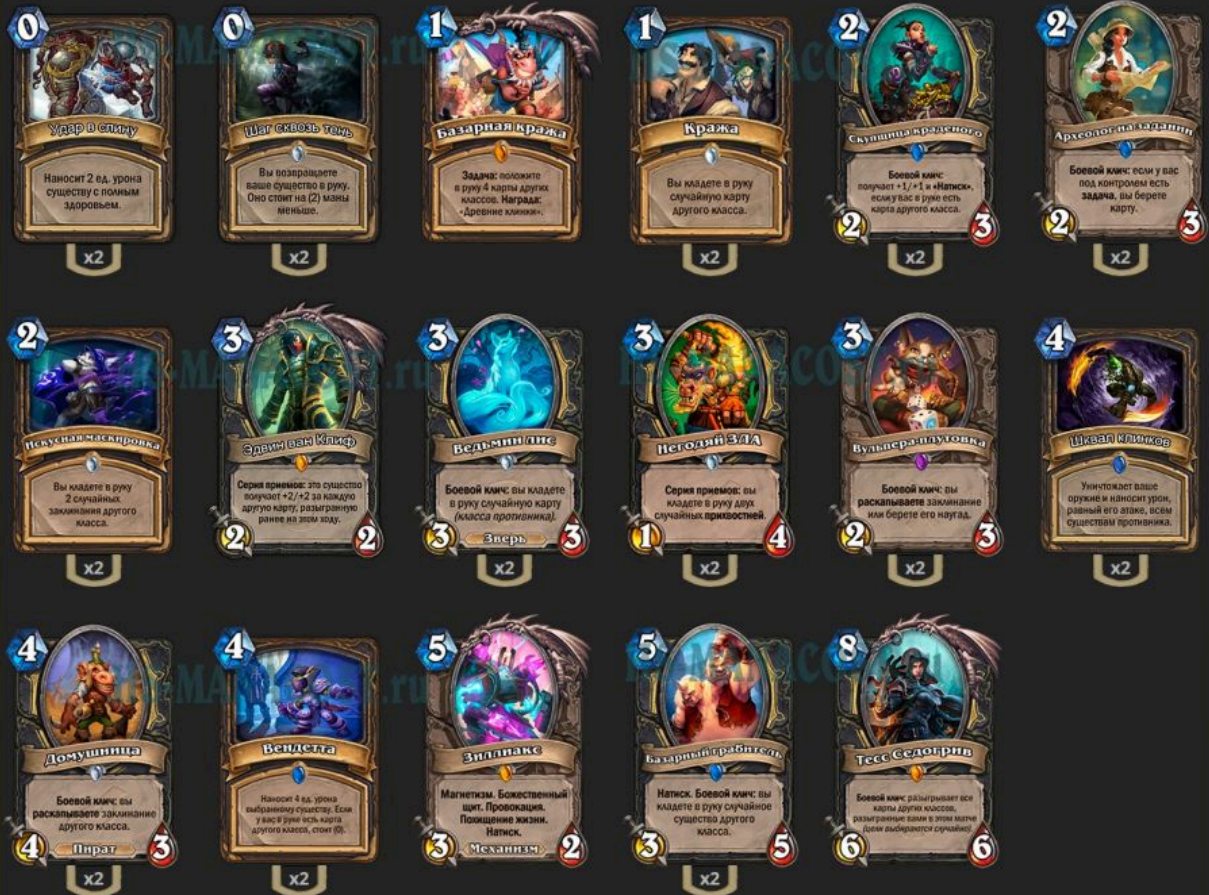 0
Удар в спину
Наносит 2 ед. урона
существу с полным
здоровьем.
x2
0
Шаг сквозь тень
Вы возвращаете
ваше существо в руку.
Оно стоит на (2) маны
меньше.
x2
1
Базарная кража
Задача: положите
в руку 4 карты других
классов. Награда:
«Древние клинки».
1
Кража
Вы кладете в руку
случайную карту
другого класса.
x2
2
Скупщица краденого
Боевой клич:
получает +1/+1 и «Натиск»,
если у вас в руке есть
карта другого класса.
2
3
x2
2
Археолог на задании
Боевой клич: если у вас
под контролем есть
задача, вы берете
карту.
2
3
x2
2
Искусная маскировка
Вы кладете в руку
2 случайных
заклинания другого
класса.
x2
3
Эдвин ван Клиф
Серия приемов: это существо
получает +2/+2 за каждую
другую карту, разыгранную
ранее на этом ходу.
2
2
3
Ведьмин лис
Боевой клич: вы кладете
в руку случайную карту
(класса противника).
3
Зверь
3
x2
3
Негодяй ЗЛА
Серия приемов: вы
кладете в руку двух
случайных прихвостней.
1
4
x2
3
Вульпера-плутовка
Боевой клич: вы
раскапываете заклинание
или берете его наугад.
2
3
x2
4
Шквал клинков
Уничтожает ваше
оружие и наносит урон,
равный его атаке, всем
существам противника.
x2
4
Домушница
Боевой клич: вы
раскапываете заклинание
другого класса.
4
Пират
3
x2
4
Вендетта
Наносит 4 ед. урона
выбранному существу. Если
у вас в руке есть карта
другого класса, стоит (0).
x2
5
Зиллиакс
Магнетизм. Божественный
щит. Провокация.
Похищение жизни.
Натиск.
3
Механизм
2
5
Базарный грабитель
Натиск. Боевой клич: вы
кладете в руку случайное
существо другого
класса.
3
5
x2
8
Тесс Седогрив
Боевой клич: разыгрывает все
карты других классов,
разыгранные вами в этом матче
(цели выбираются случайно).
6
6